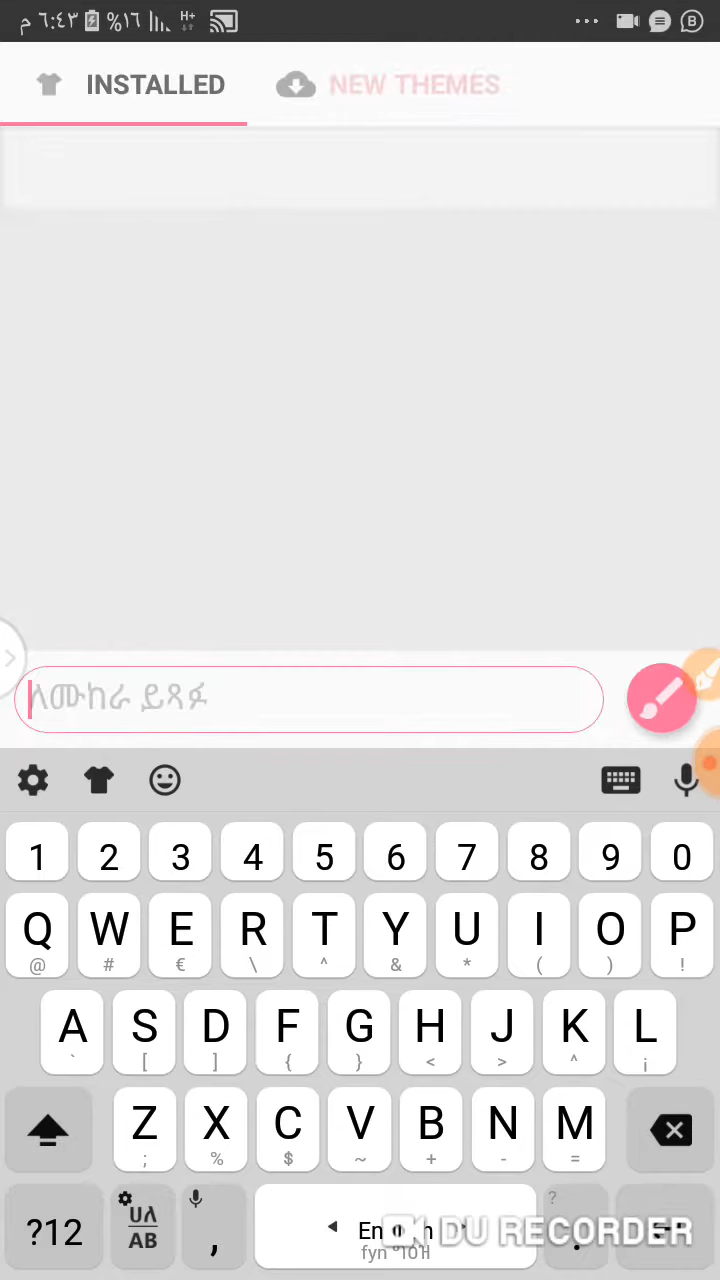 م ٦:٤٣ %١٦ H+
INSTALLED NEW THEMES
ለሙከራ ይጻፉ
1 2 3 4 5 6 7 8 9 0
Q W E R T Y U I O P
@ # € \ ^ & * ( ) !
A S D F G H J K L
` [ ] { } < > ^ ¡
Z X C V B N M
; % $ ~ + - =
?12 ሀለ AB , ? .
DU RECORDER